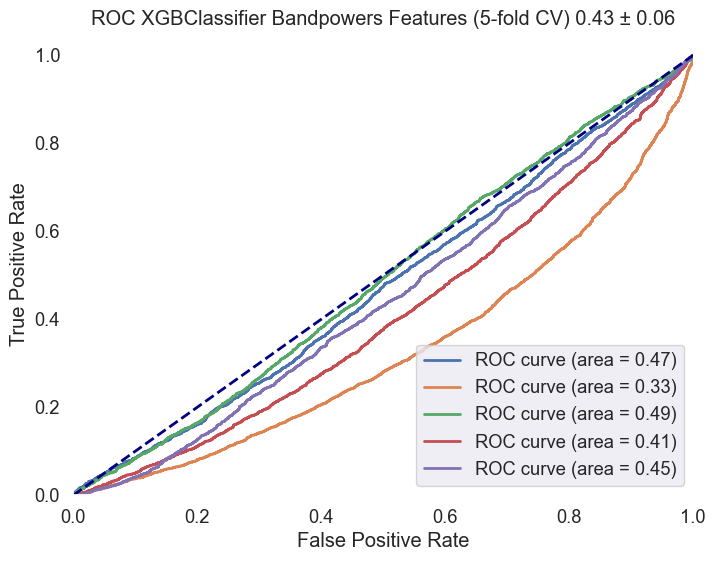 ROC XGBClassifier Bandpowers Features (5-fold CV) 0.43 ± 0.06
True Positive Rate
1.0
0.8
0.6
0.4
0.2
0.0
ROC curve (area = 0.47)
ROC curve (area = 0.33)
ROC curve (area = 0.49)
ROC curve (area = 0.41)
ROC curve (area = 0.45)
0.0 0.2 0.4 0.6 0.8 1.0
False Positive Rate